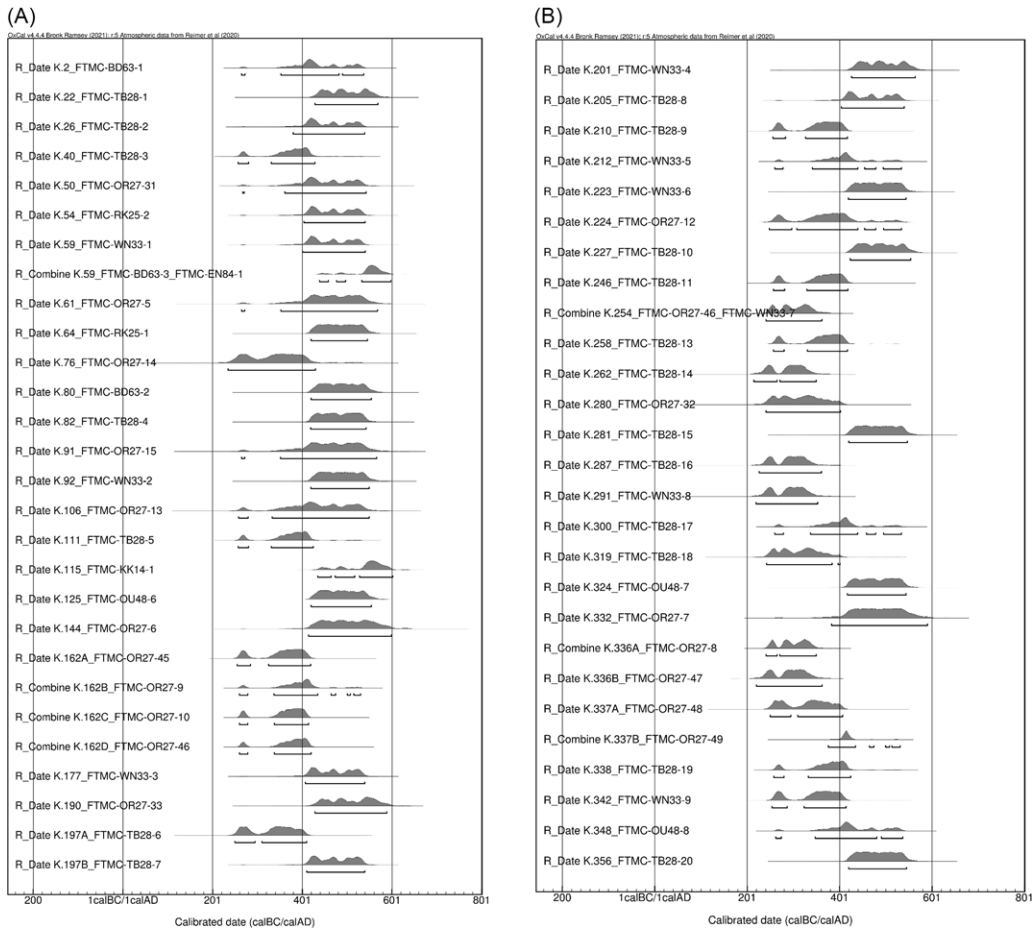 (A)
OxCal v4.4.4 Bronk Ramsey (2021); r:5 Atmospheric data from Reimer et al (2020)
R_Date K.2_FTMC-BD63-1
R_Date K.22_FTMC-TB28-1
R_Date K.26_FTMC-TB28-2
R_Date K.40_FTMC-TB28-3
R_Date K.50_FTMC-OR27-31
R_Date K.54_FTMC-RK25-2
R_Date K.59_FTMC-WN33-1
R_Combine K.59_FTMC-BD63-3_FTMC-EN84-1
R_Date K.61_FTMC-OR27-5
R_Date K.64_FTMC-RK25-1
R_Date K.76_FTMC-OR27-14
R_Date K.80_FTMC-BD63-2
R_Date K.82_FTMC-TB28-4
R_Date K.91_FTMC-OR27-15
R_Date K.92_FTMC-WN33-2
R_Date K.106_FTMC-OR27-13
R_Date K.111_FTMC-TB28-5
R_Date K.115_FTMC-KK14-1
R_Date K.125_FTMC-OU48-6
R_Date K.144_FTMC-OR27-6
R_Date K.162A_FTMC-OR27-45
R_Combine K.162B_FTMC-OR27-9
R_Combine K.162C_FTMC-OR27-10
R_Combine K.162D_FTMC-OR27-46
R_Date K.177_FTMC-WN33-3
R_Date K.190_FTMC-OR27-33
R_Date K.197A_FTMC-TB28-6
R_Date K.197B_FTMC-TB28-7
200 1calBC/1calAD 201 401 601 801
Calibrated date (calBC/calAD)
(B)
OxCal v4.4.4 Bronk Ramsey (2021); r:5 Atmospheric data from Reimer et al (2020)
R_Date K.201_FTMC-WN33-4
R_Date K.205_FTMC-TB28-8
R_Date K.210_FTMC-TB28-9
R_Date K.212_FTMC-WN33-5
R_Date K.223_FTMC-WN33-6
R_Date K.224_FTMC-OR27-12
R_Date K.227_FTMC-TB28-10
R_Date K.246_FTMC-TB28-11
R_Combine K.254_FTMC-OR27-46_FTMC-WN33-7
R_Date K.258_FTMC-TB28-13
R_Date K.262_FTMC-TB28-14
R_Date K.280_FTMC-OR27-32
R_Date K.281_FTMC-TB28-15
R_Date K.287_FTMC-TB28-16
R_Date K.291_FTMC-WN33-8
R_Date K.300_FTMC-TB28-17
R_Date K.319_FTMC-TB28-18
R_Date K.324_FTMC-OU48-7
R_Date K.332_FTMC-OR27-7
R_Combine K.336A_FTMC-OR27-8
R_Date K.336B_FTMC-OR27-47
R_Date K.337A_FTMC-OR27-48
R_Combine K.337B_FTMC-OR27-49
R_Date K.338_FTMC-TB28-19
R_Date K.342_FTMC-WN33-9
R_Date K.348_FTMC-OU48-8
R_Date K.356_FTMC-TB28-20
201 1calBC/1calAD 201 401 601 801
Calibrated date (calBC/calAD)